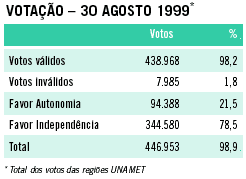 VOTAÇÃO – 30 AGOSTO 1999*
Votos %
Votos válidos 438.968 98,2
Votos inválidos 7.985 1,8
Favor Autonomia 94.388 21,5
Favor Independência 344.580 78,5
Total 446.953 98,9
* Total dos votos das regiões UNAMET